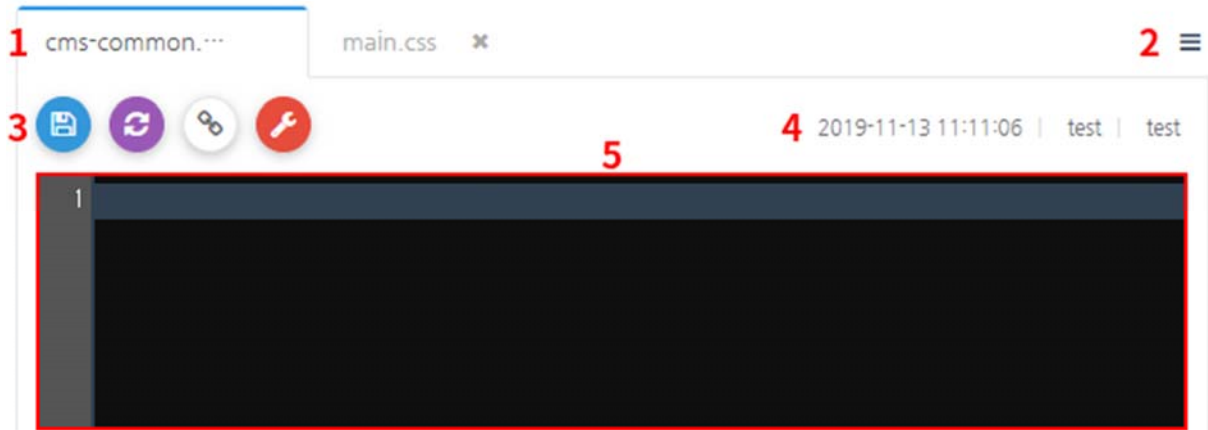 1 cms-common.… main.css ✖ 2
3 4 2019-11-13 11:11:06 | test | test
5
1